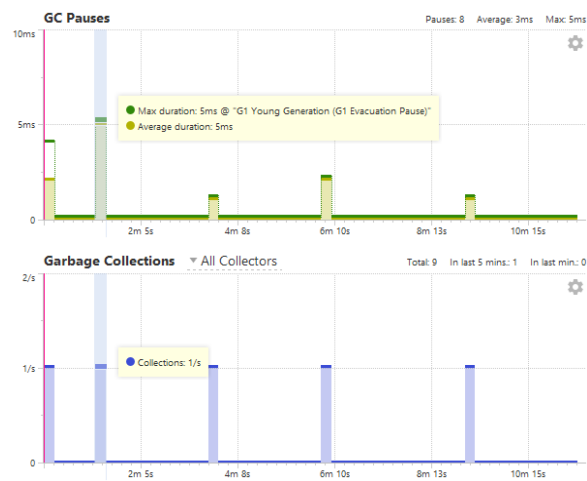 GC Pauses Pauses: 8 Average: 3ms Max: 5ms
10ms
Max duration: 5ms @ "G1 Young Generation (G1 Evacuation Pause)"
5ms
Average duration: 5ms
0
2m 5s 4m 8s 6m 10s 8m 13s 10m 15s
Garbage Collections All Collectors Total: 9 In last 5 mins.: 1 In last min.: 0
2/s
Collections: 1/s
1/s
0
2m 5s 4m 8s 6m 10s 8m 13s 10m 15s